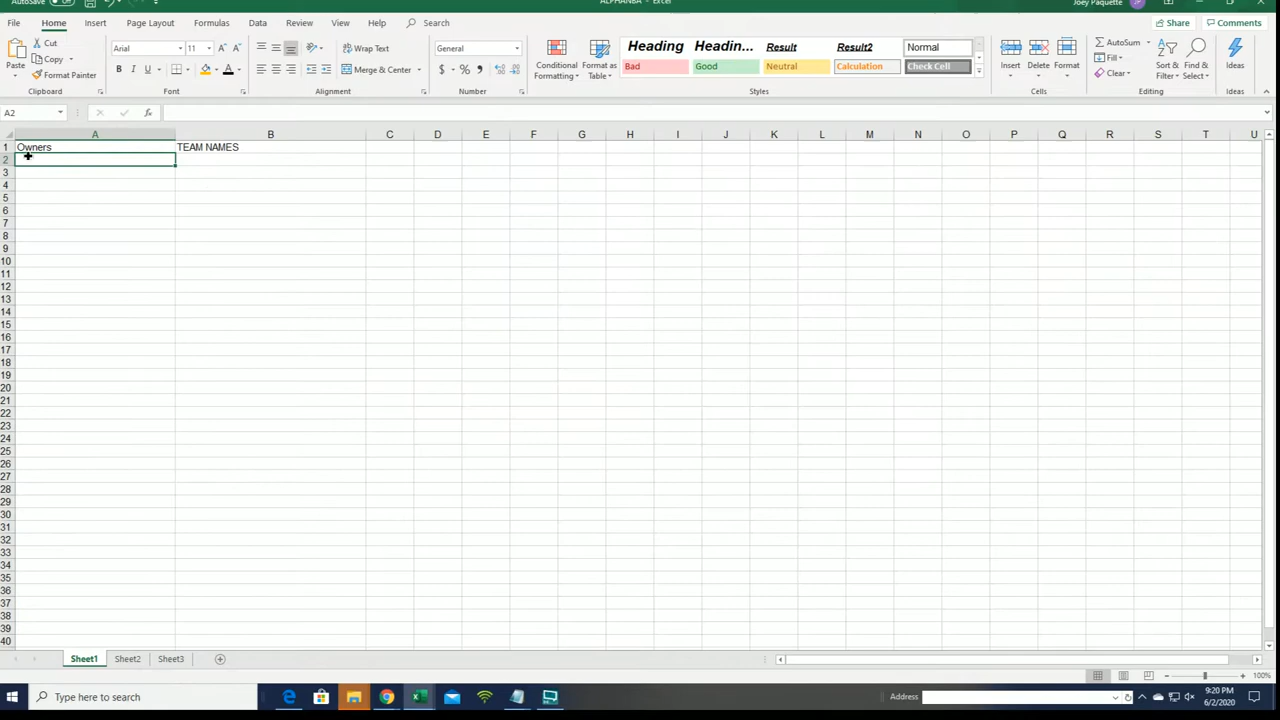 AutoSave
ALPHANBA - Excel
Joey Paquette
JP
File Home Insert Page Layout Formulas Data Review View Help Search
Share Comments
Paste
Cut
Copy
Format Painter
Clipboard
Arial 11
B I U
Font
Wrap Text
Merge & Center
Alignment
General
$ % ,
Number
Conditional Formatting
Format as Table
Heading Headin... Result Result2 Normal
Bad Good Neutral Calculation Check Cell
Styles
Insert Delete Format
Cells
AutoSum
Fill
Clear
Sort & Filter
Find & Select
Editing
Ideas
Ideas
A2
A B C D E F G H I J K L M N O P Q R S T U
1 Owners TEAM NAMES
2
3
4
5
6
7
8
9
10
11
12
13
14
15
16
17
18
19
20
21
22
23
24
25
26
27
28
29
30
31
32
33
34
35
36
37
38
39
40
Sheet1 Sheet2 Sheet3
100%
Type here to search
Address
9:20 PM
6/2/2020